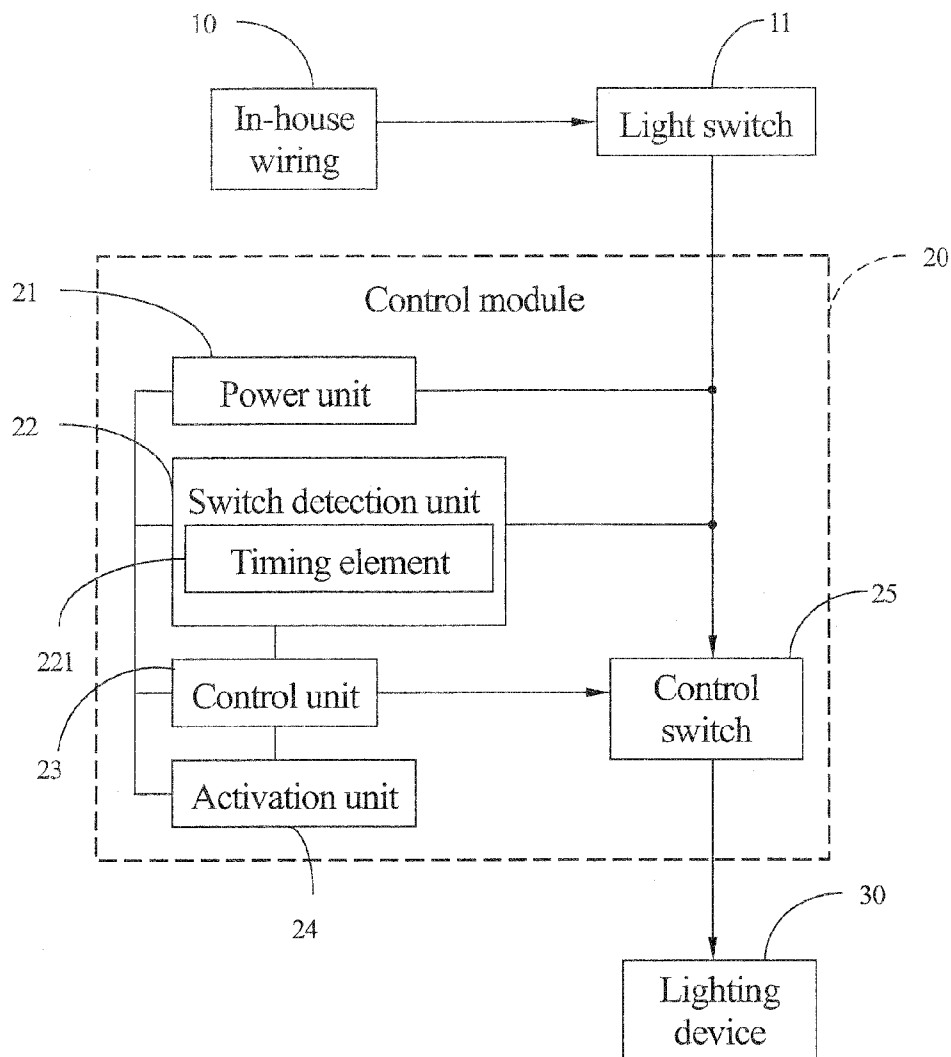 10
11
In-house
wiring
Light switch
20
Control module
21
Power unit
22
Switch detection unit
Timing element
25
221
Control unit
Control
switch
23
Activation unit
24
30
Lighting
device